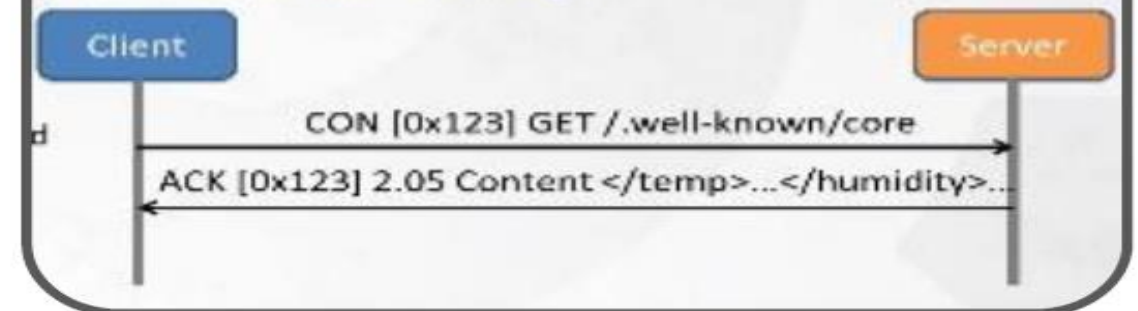 Client
Server
d
CON [0x123] GET /.well-known/core
ACK [0x123] 2.05 Content </temp>...</humidity>...